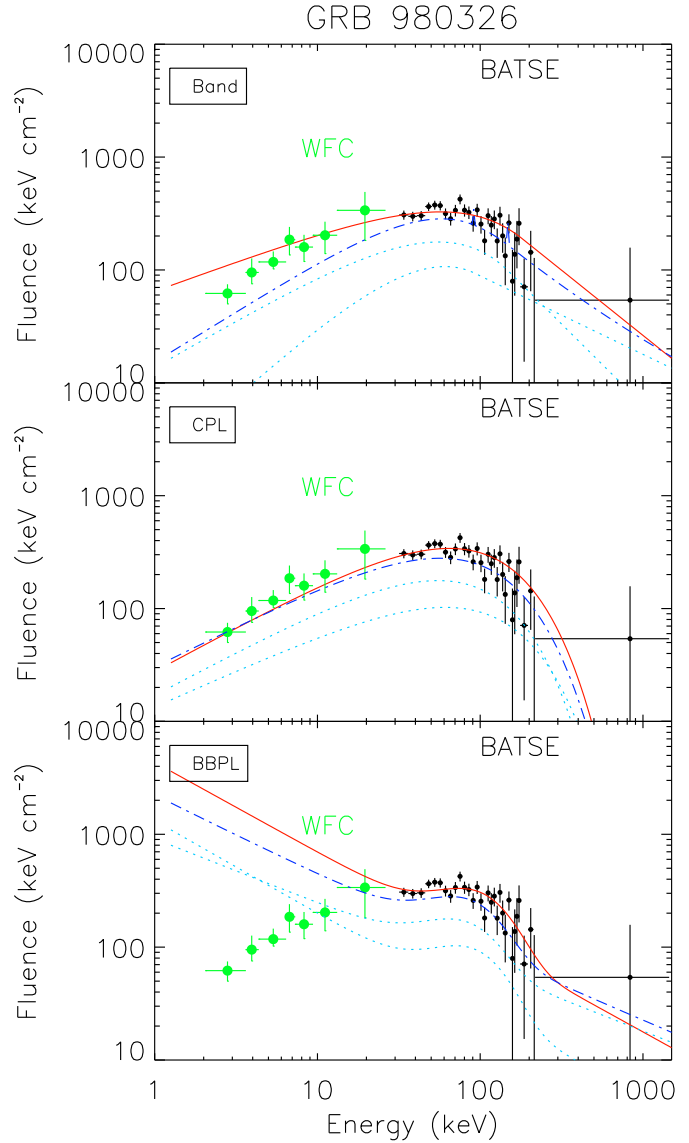 GRB 980326
10000
BATSE
Band
WFC
1000
100
10
Fluence (keV cm⁻²)
10000
BATSE
CPL
WFC
1000
100
10
Fluence (keV cm⁻²)
10000
BATSE
BBPL
WFC
1000
100
10
Fluence (keV cm⁻²)
1 10 100 1000
Energy (keV)